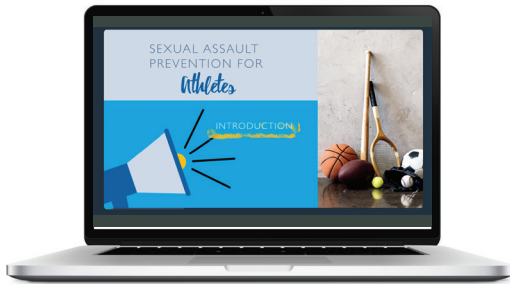 SEXUAL ASSAULT
PREVENTION FOR
Athletes
INTRODUCTION